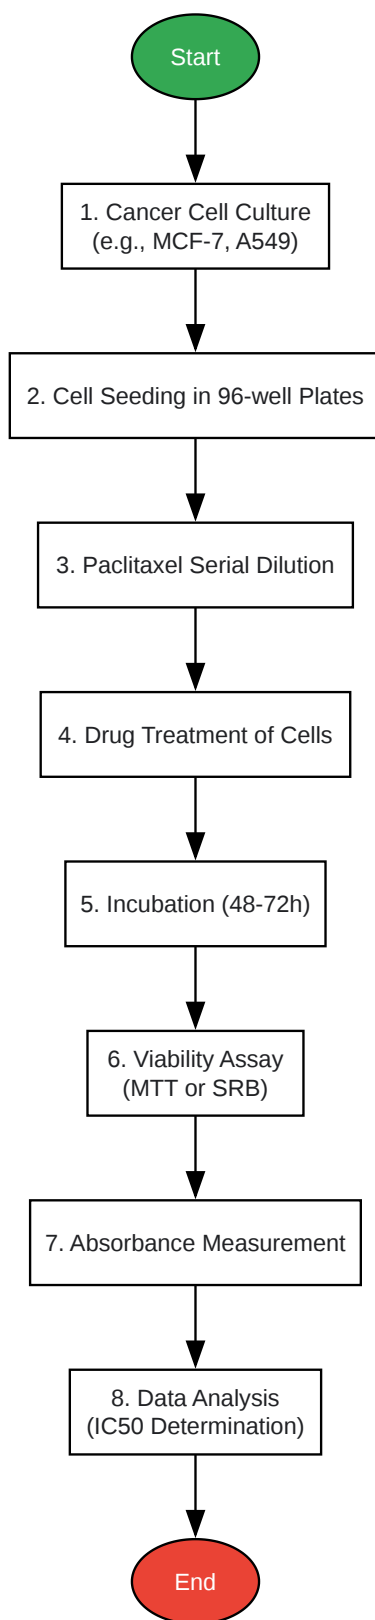 Start
1. Cancer Cell Culture
(e.g., MCF-7, A549)
2. Cell Seeding in 96-well Plates
3. Paclitaxel Serial Dilution
4. Drug Treatment of Cells
5. Incubation (48-72h)
6. Viability Assay
(MTT or SRB)
7. Absorbance Measurement
8. Data Analysis
(IC50 Determination)
End